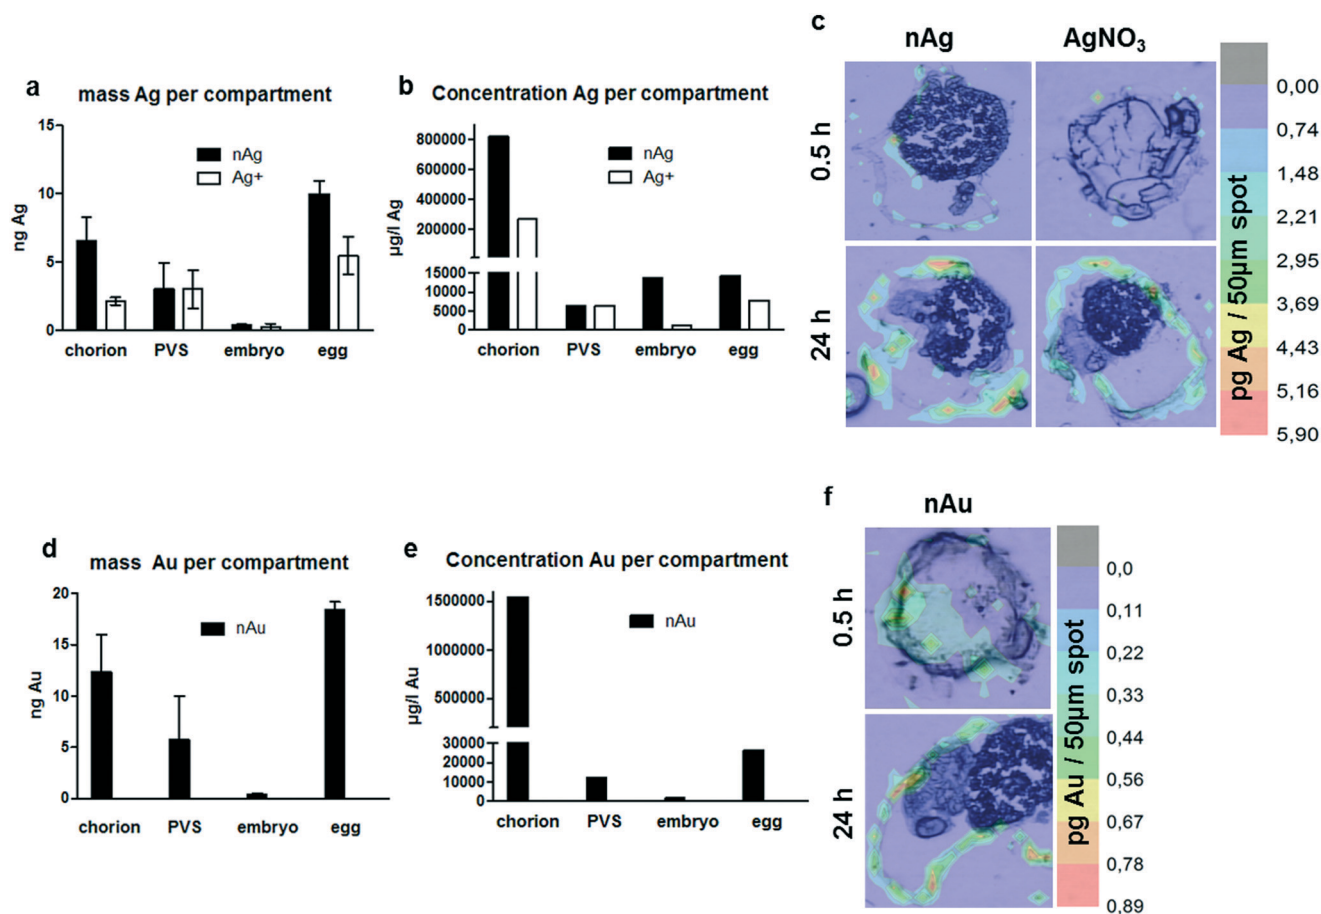 a
mass Ag per compartment
15
10
5
0
ng Ag
nAg
Ag+
chorion PVS embryo egg
b
Concentration Ag per compartment
800000
600000
400000
200000
15000
10000
5000
0
µg/l Ag
nAg
Ag+
chorion PVS embryo egg
c
nAg AgNO₃
0.5 h
24 h
pg Ag / 50µm spot
0,00
0,74
1,48
2,21
2,95
3,69
4,43
5,16
5,90
d
mass Au per compartment
20
15
10
5
0
ng Au
nAu
chorion PVS embryo egg
e
Concentration Au per compartment
1500000
1000000
500000
30000
20000
10000
0
µg/l Au
nAu
chorion PVS embryo egg
f
nAu
0.5 h
24 h
pg Au / 50µm spot
0,0
0,11
0,22
0,33
0,44
0,56
0,67
0,78
0,89